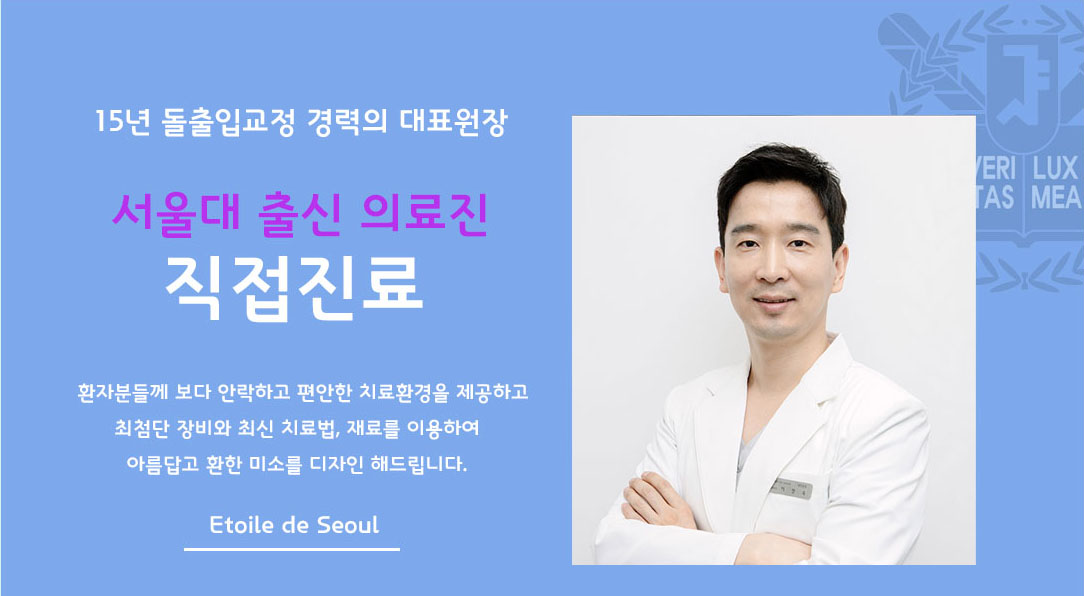 15년 돌출입교정 경력의 대표원장
서울대 출신 의료진
직접진료
환자분들께 보다 안락하고 편안한 치료환경을 제공하고
최첨단 장비와 최신 치료법, 재료를 이용하여
아름답고 환한 미소를 디자인 해드립니다.
Etoile de Seoul
VERI LUX
TAS MEA